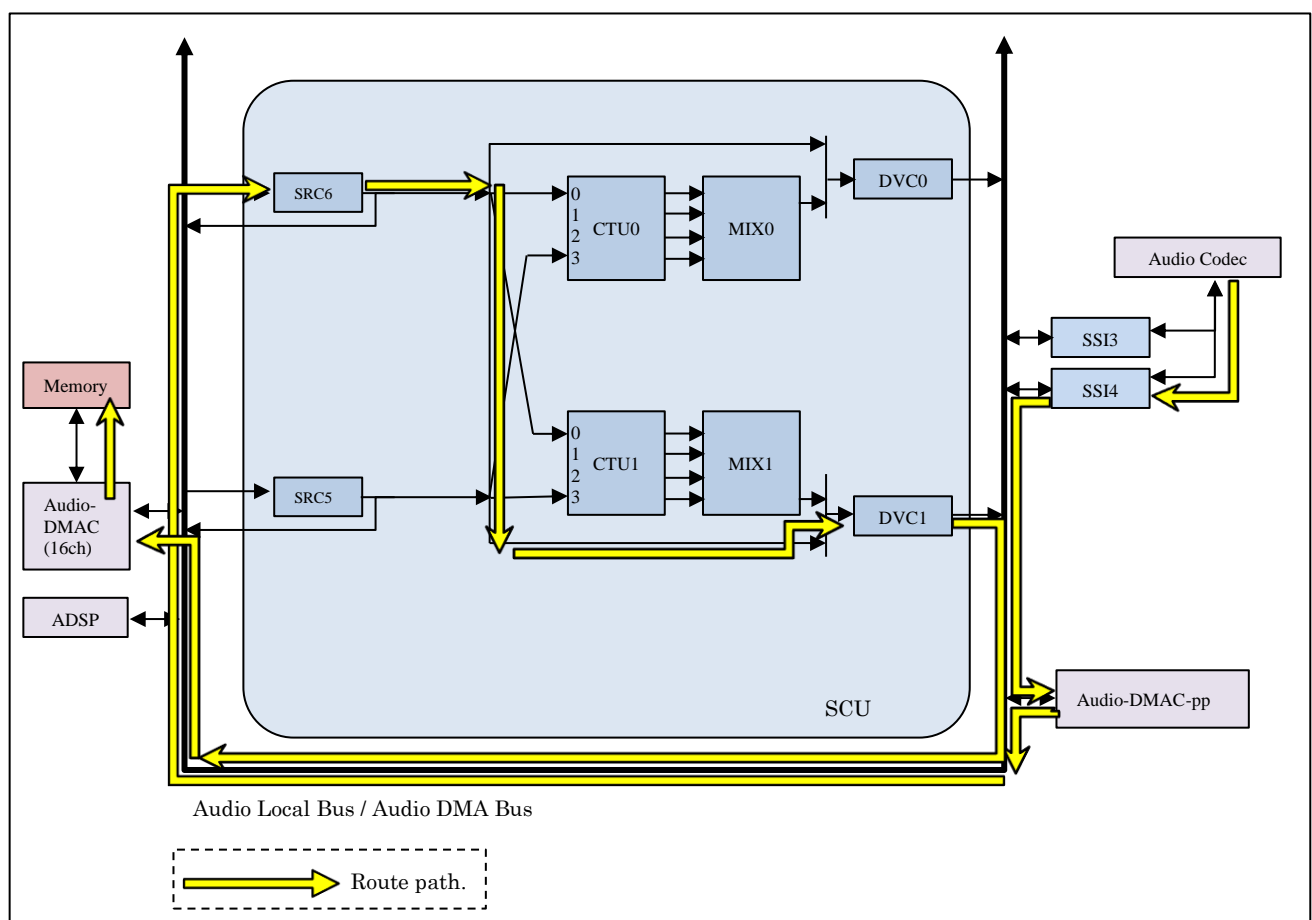 SRC6
0
1
2
3
CTU0
MIX0
DVC0
Audio Codec
SSI3
SSI4
Memory
Audio-
DMAC
(16ch)
ADSP
SRC5
0
1
2
3
CTU1
MIX1
DVC1
Audio-DMAC-pp
SCU
Audio Local Bus / Audio DMA Bus
Route path.